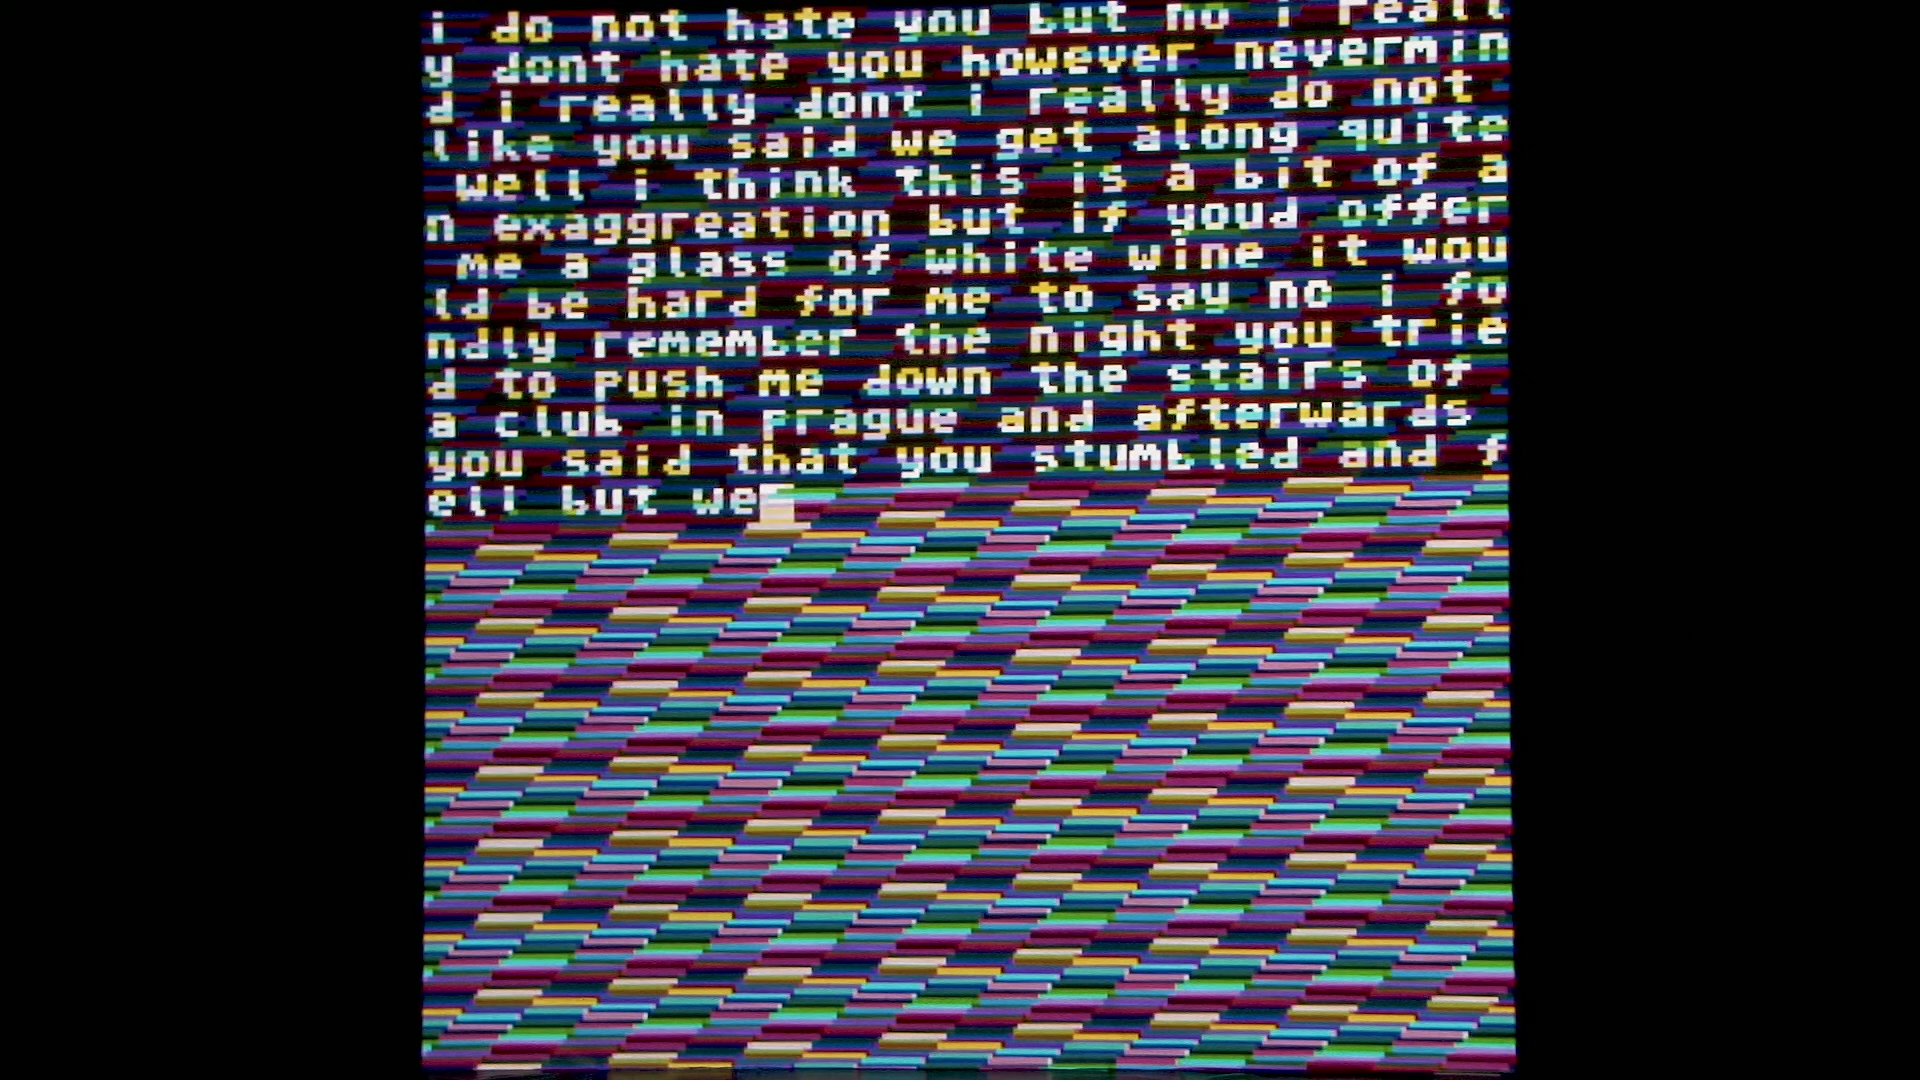 i do not hate you but no i reall
y dont hate you however nevermin
d i really dont i really do not
like you said we get along quite
well i think this is a bit of a
n exaggreation but if youd offer
me a glass of white wine it wou
ld be hard for me to say no i fo
ndly remember the night you trie
d to push me down the stairs of
a club in prague and afterwards
you said that you stumbled and f
ell but we